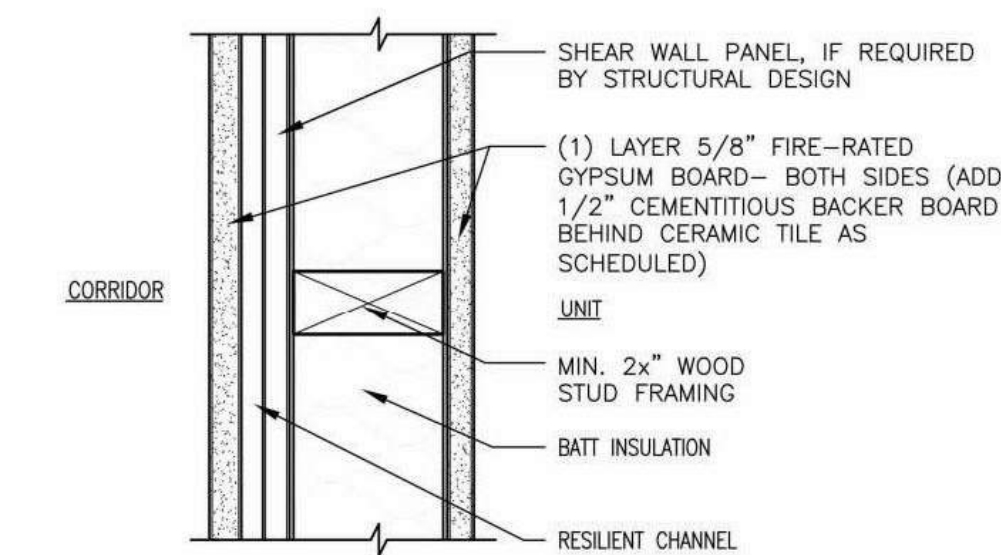 SHEAR WALL PANEL, IF REQUIRED
BY STRUCTURAL DESIGN
(1) LAYER 5/8" FIRE-RATED
GYPSUM BOARD- BOTH SIDES (ADD
1/2" CEMENTITIOUS BACKER BOARD
BEHIND CERAMIC TILE AS
SCHEDULED)
CORRIDOR
UNIT
MIN. 2x" WOOD
STUD FRAMING
BATT INSULATION
RESILIENT CHANNEL